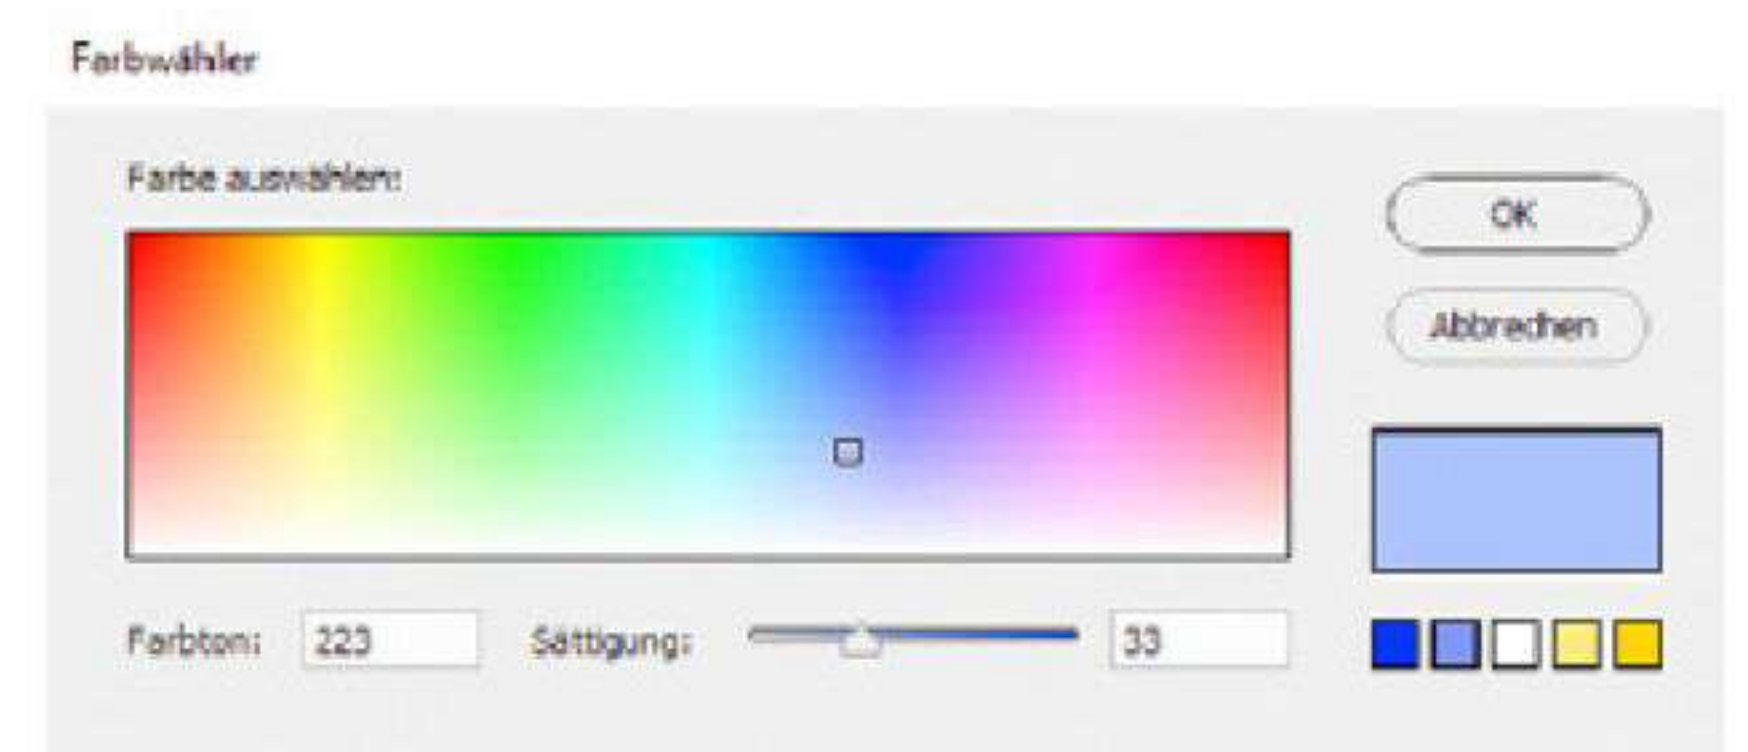 Farbwähler
Farbe auswählen:
OK
Abbrechen
Farbton: 223 Sättigung: 33